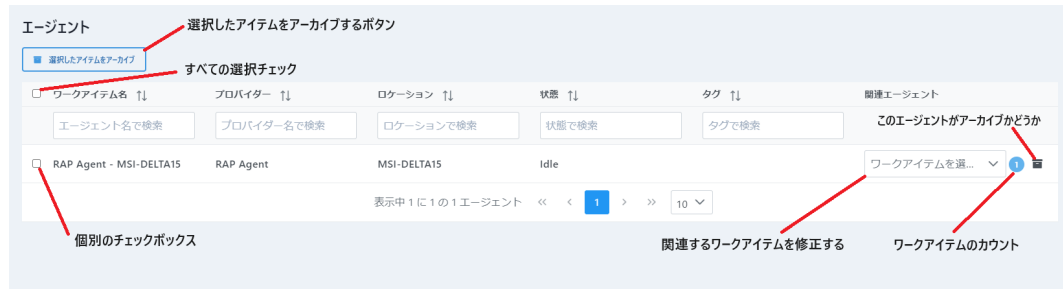 エージェント
選択したアイテムをアーカイブするボタン
選択したアイテムをアーカイブ
すべての選択チェック
ワークアイテム名 プロバイダー ロケーション 状態 タグ 関連エージェント
エージェント名で検索 プロバイダー名で検索 ロケーションで検索 状態で検索 タグで検索
このエージェントがアーカイブかどうか
RAP Agent - MSI-DELTA15 RAP Agent MSI-DELTA15 Idle ワークアイテムを選... 1
表示中 1 に 1 の 1 エージェント << < 1 > >> 10
個別のチェックボックス
関連するワークアイテムを修正する
ワークアイテムのカウント